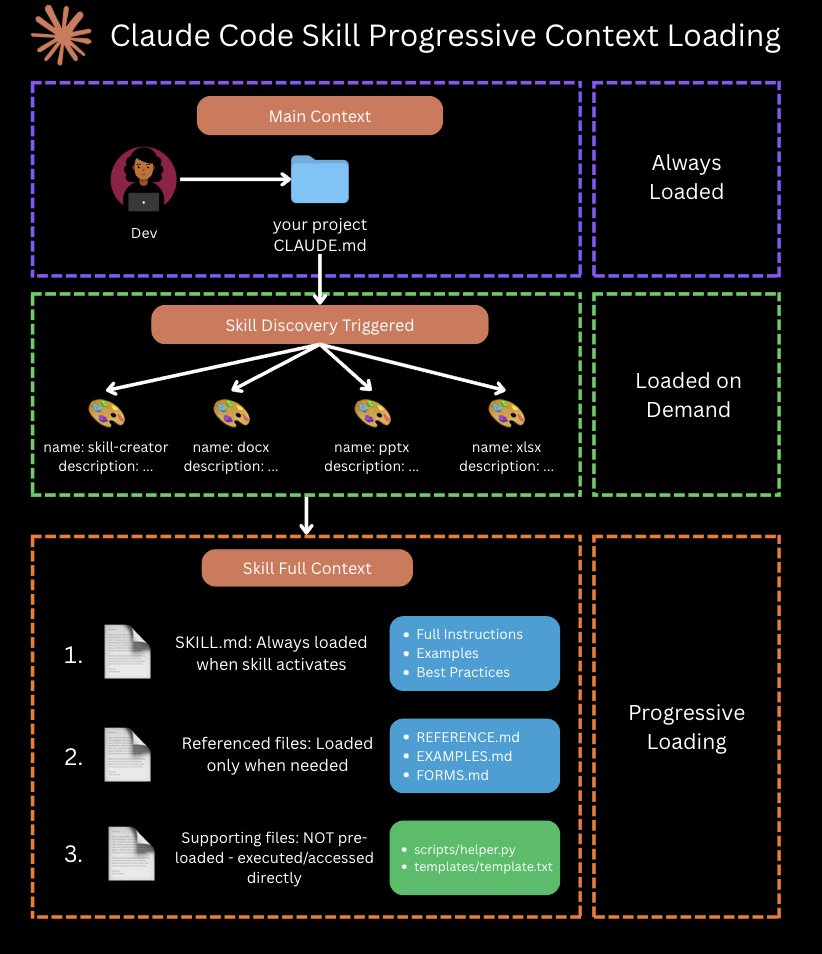 Claude Code Skill Progressive Context Loading
Main Context
Dev
your project
CLAUDE.md
Always
Loaded
Skill Discovery Triggered
name: skill-creator
description: ...
name: docx
description: ...
name: pptx
description: ...
name: xlsx
description: ...
Loaded on
Demand
Skill Full Context
1.
SKILL.md: Always loaded
when skill activates
• Full Instructions
• Examples
• Best Practices
2.
Referenced files: Loaded
only when needed
• REFERENCE.md
• EXAMPLES.md
• FORMS.md
3.
Supporting files: NOT pre-
loaded - executed/accessed
directly
• scripts/helper.py
• templates/template.txt
Progressive
Loading